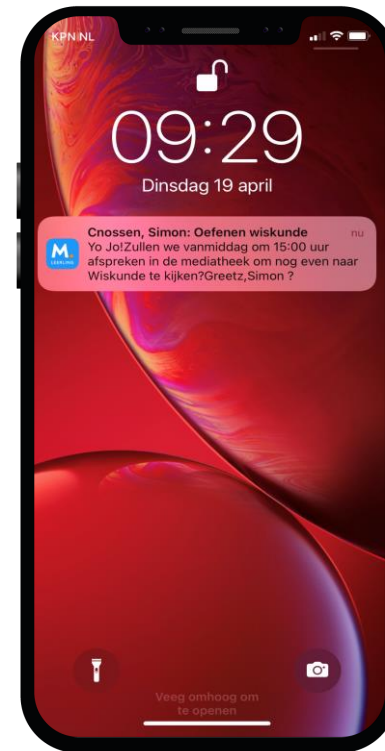 KPN NL
09:29
Dinsdag 19 april
Cnossen, Simon: Oefenen wiskunde nu
Yo Jo!Zullen we vanmiddag om 15:00 uur
afspreken in de mediatheek om nog even naar
Wiskunde te kijken?Greetz,Simon ?
M.
LEERLING
Veeg omhoog om
te openen